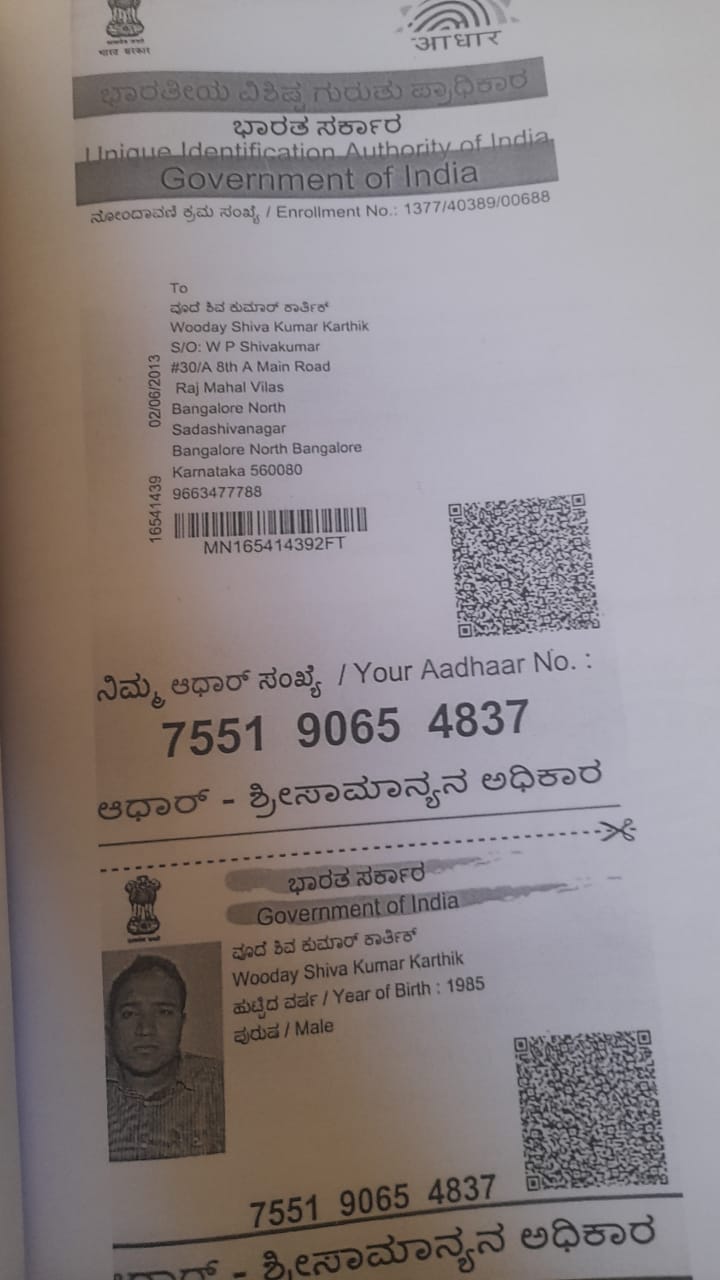 भारत सरकार
आधार
ಭಾರತೀಯ ವಿಶಿಷ್ಟ ಗುರುತು ಪ್ರಾಧಿಕಾರ
ಭಾರತ ಸರ್ಕಾರ
Unique Identification Authority of India
Government of India
ನೋಂದಾವಣಿ ಕ್ರಮ ಸಂಖ್ಯೆ / Enrollment No.: 1377/40389/00688
To
ವೂದೆ ಶಿವ ಕುಮಾರ್ ಕಾರ್ತಿಕ್
Wooday Shiva Kumar Karthik
S/O: W P Shivakumar
#30/A 8th A Main Road
Raj Mahal Vilas
Bangalore North
Sadashivanagar
Bangalore North Bangalore
Karnataka 560080
9663477788
02/06/2013
16541439
MN165414392FT
ನಿಮ್ಮ ಆಧಾರ್ ಸಂಖ್ಯೆ / Your Aadhaar No. :
7551 9065 4837
ಆಧಾರ್ - ಶ್ರೀಸಾಮಾನ್ಯನ ಅಧಿಕಾರ
ಭಾರತ ಸರ್ಕಾರ
Government of India
ವೂದೆ ಶಿವ ಕುಮಾರ್ ಕಾರ್ತಿಕ್
Wooday Shiva Kumar Karthik
ಹುಟ್ಟಿದ ವರ್ಷ / Year of Birth : 1985
ಪುರುಷ / Male
7551 9065 4837
ಆಧಾರ್ - ಶ್ರೀಸಾಮಾನ್ಯನ ಅಧಿಕಾರ